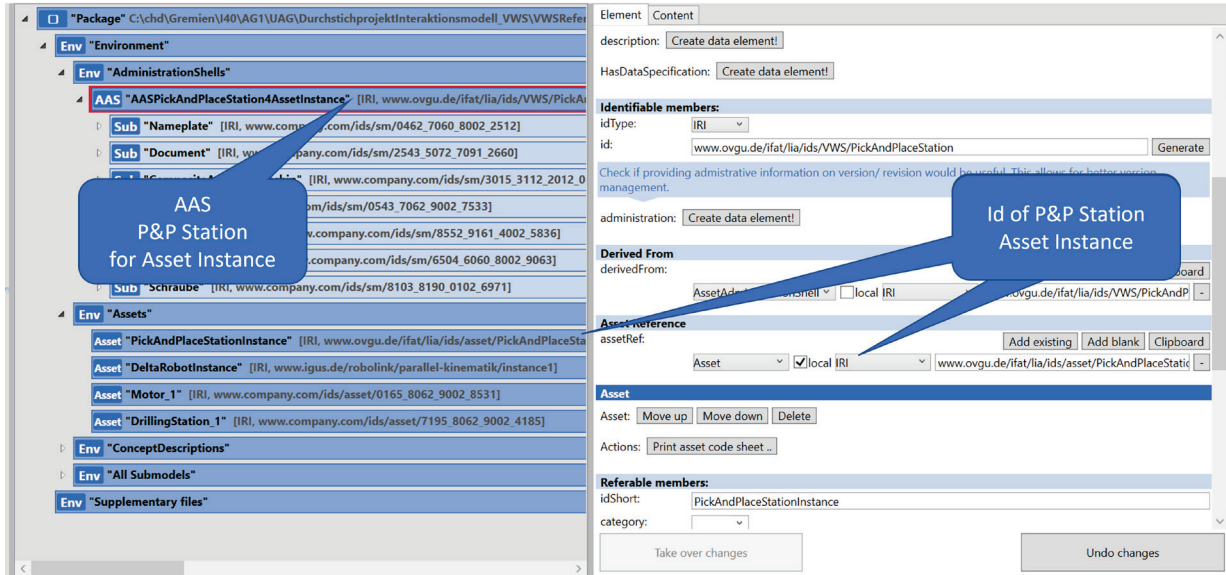 "Package" C:\chd\Gremien\I40\AG1\UAG\DurchstichprojektInteraktionsmodell_VWS\VWSRefer
Env "Environment"
Env "AdministrationShells"
AAS "AASPickAndPlaceStation4AssetInstance" [IRI, www.ovgu.de/ifat/lia/ids/VWS/PickAn
Sub "Nameplate" [IRI, www.company.com/ids/sm/0462_7060_8002_2512]
Sub "Document" [IRI, www.company.com/ids/sm/2543_5072_7091_2660]
[IRI, www.company.com/ids/sm/3015_3112_2012_0
om/ids/sm/0543_7062_9002_7533]
.company.com/ids/sm/8552_9161_4002_5836]
.company.com/ids/sm/6504_6060_8002_9063]
Sub "Schraube" [IRI, www.company.com/ids/sm/8103_8190_0102_6971]
AAS
P&P Station
for Asset Instance
Env "Assets"
Asset "PickAndPlaceStationInstance" [IRI, www.ovgu.de/ifat/lia/ids/asset/PickAndPlaceSta
Asset "DeltaRobotInstance" [IRI, www.igus.de/robolink/parallel-kinematik/instance1]
Asset "Motor_1" [IRI, www.company.com/ids/asset/0165_8062_9002_8531]
Asset "DrillingStation_1" [IRI, www.company.com/ids/asset/7195_8062_9002_4185]
Env "ConceptDescriptions"
Env "All Submodels"
Env "Supplementary files"
Element Content
description: Create data element!
HasDataSpecification: Create data element!
Identifiable members:
idType: IRI
id: www.ovgu.de/ifat/lia/ids/VWS/PickAndPlaceStation Generate
Check if providing admistrative information on version/ revision would be useful. This allows for better version
management.
administration: Create data element!
Id of P&P Station
Asset Instance
Derived From
derivedFrom: board
local IRI .ovgu.de/ifat/lia/ids/VWS/PickAndP -
Asset Reference
assetRef: Add existing Add blank Clipboard
Asset local IRI www.ovgu.de/ifat/lia/ids/asset/PickAndPlaceStatic -
Asset
Asset: Move up Move down Delete
Actions: Print asset code sheet ..
Referable members:
idShort: PickAndPlaceStationInstance
category:
Take over changes Undo changes